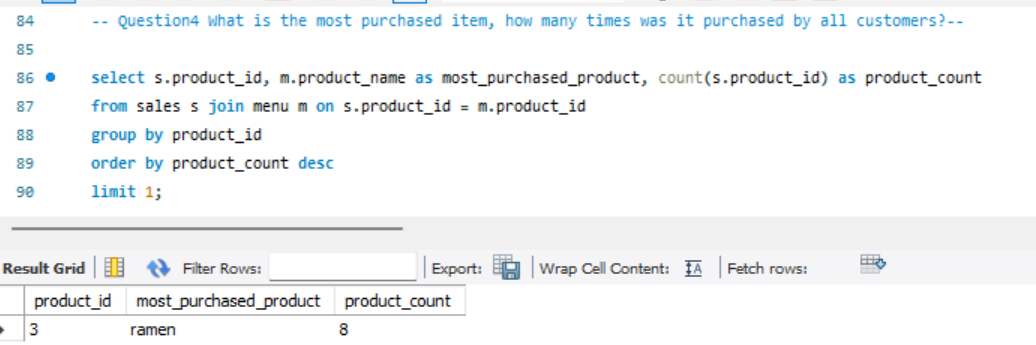 84 -- Question4 What is the most purchased item, how many times was it purchased by all customers?--
85
86 select s.product_id, m.product_name as most_purchased_product, count(s.product_id) as product_count
87 from sales s join menu m on s.product_id = m.product_id
88 group by product_id
89 order by product_count desc
90 limit 1;
Result Grid Filter Rows: Export: Wrap Cell Content: IA Fetch rows:
product_id most_purchased_product product_count
3 ramen 8